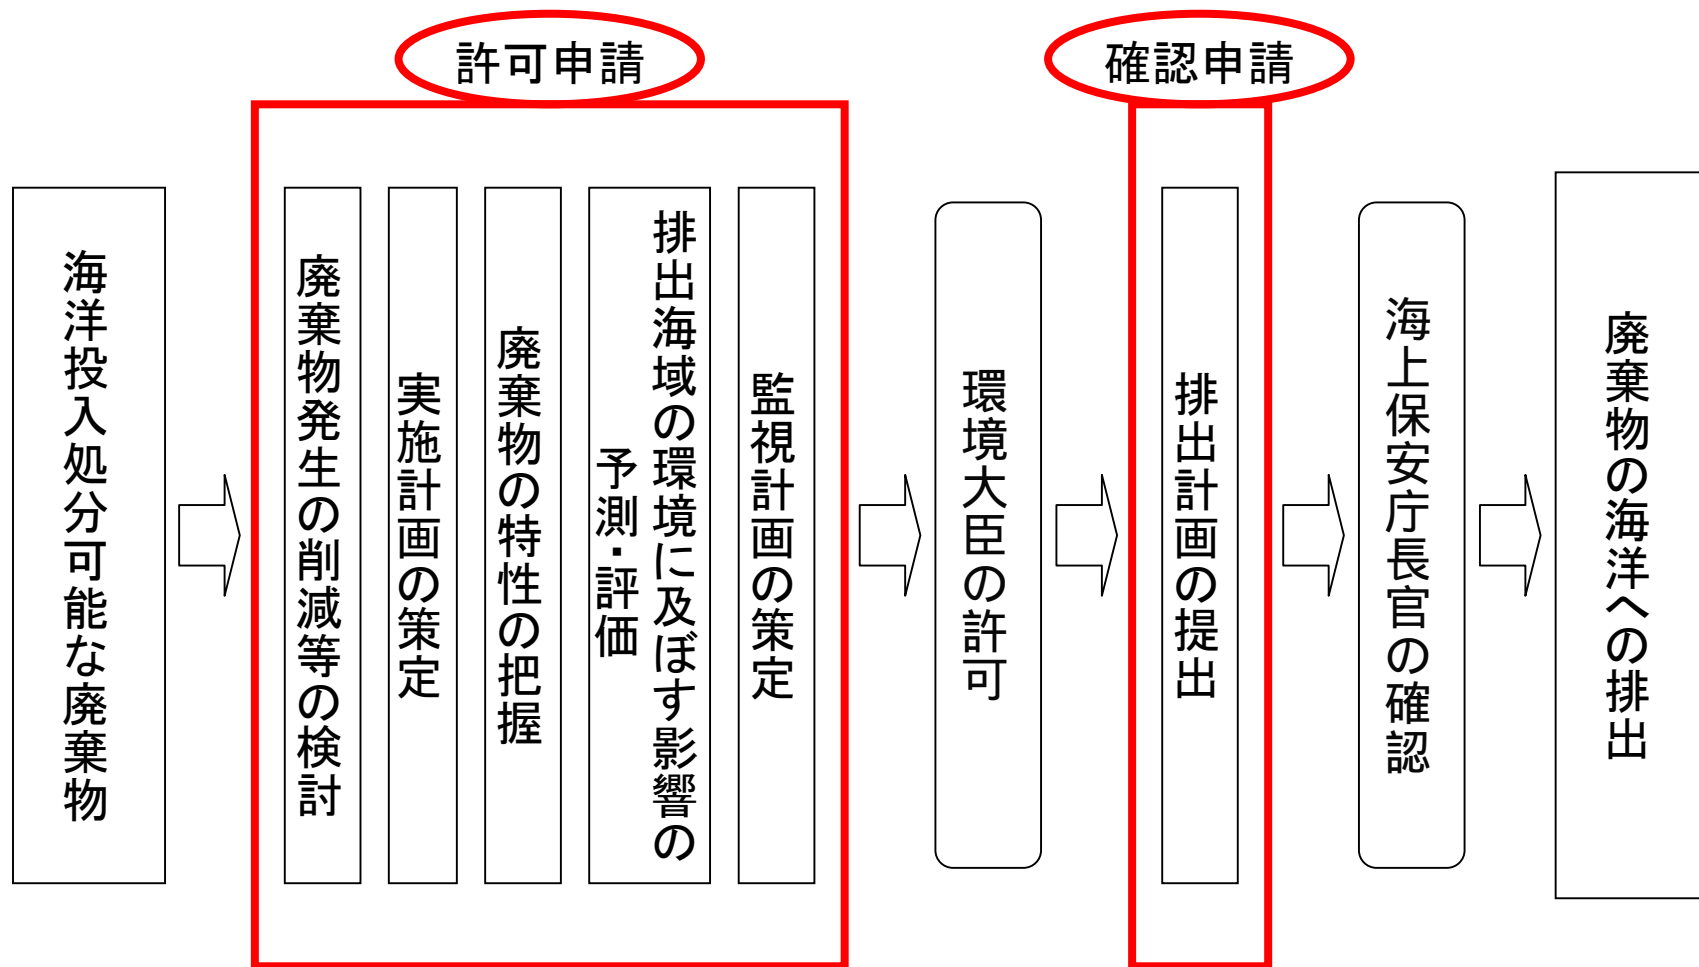 許可申請
確認申請
海洋投入処分可能な廃棄物
廃棄物発生の削減等の検討
実施計画の策定
廃棄物の特性の把握
排出海域の環境に及ぼす影響の
予測・評価
監視計画の策定
環境大臣の許可
排出計画の提出
海上保安庁長官の確認
廃棄物の海洋への排出